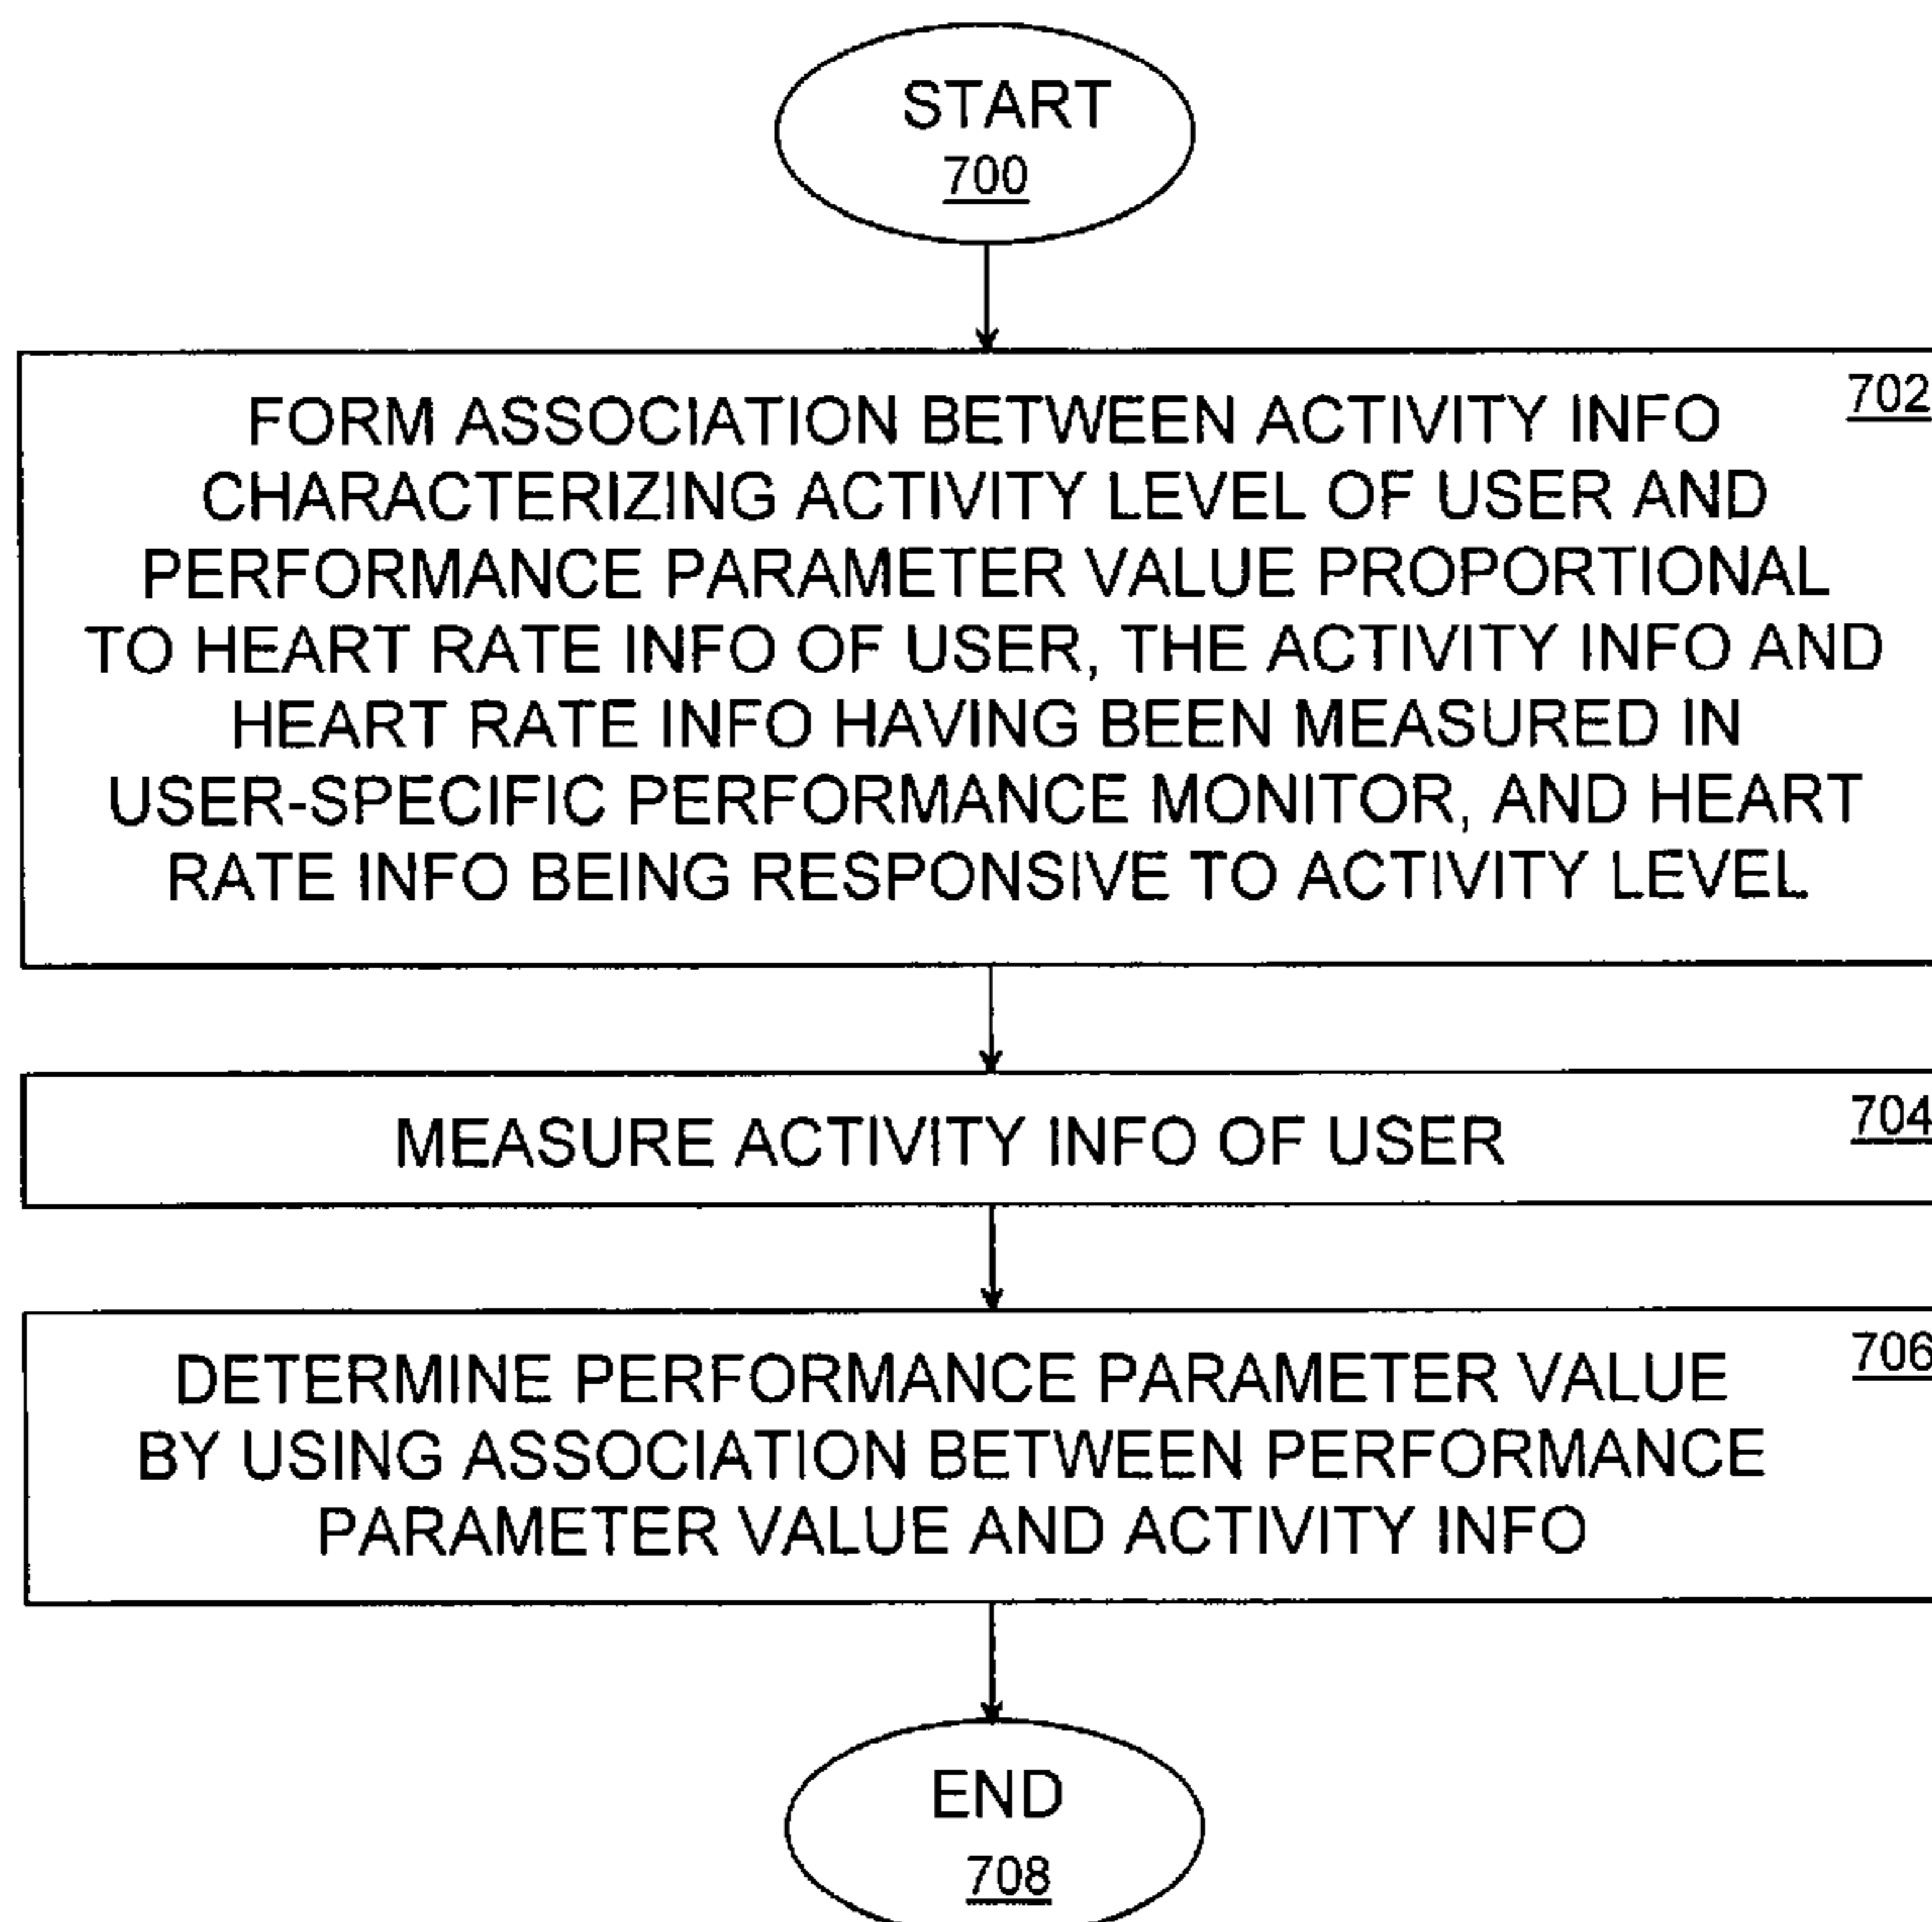 START
700
702
FORM ASSOCIATION BETWEEN ACTIVITY INFO
CHARACTERIZING ACTIVITY LEVEL OF USER AND
PERFORMANCE PARAMETER VALUE PROPORTIONAL
TO HEART RATE INFO OF USER, THE ACTIVITY INFO AND
HEART RATE INFO HAVING BEEN MEASURED IN
USER-SPECIFIC PERFORMANCE MONITOR, AND HEART
RATE INFO BEING RESPONSIVE TO ACTIVITY LEVEL
704
MEASURE ACTIVITY INFO OF USER
706
DETERMINE PERFORMANCE PARAMETER VALUE
BY USING ASSOCIATION BETWEEN PERFORMANCE
PARAMETER VALUE AND ACTIVITY INFO
END
708